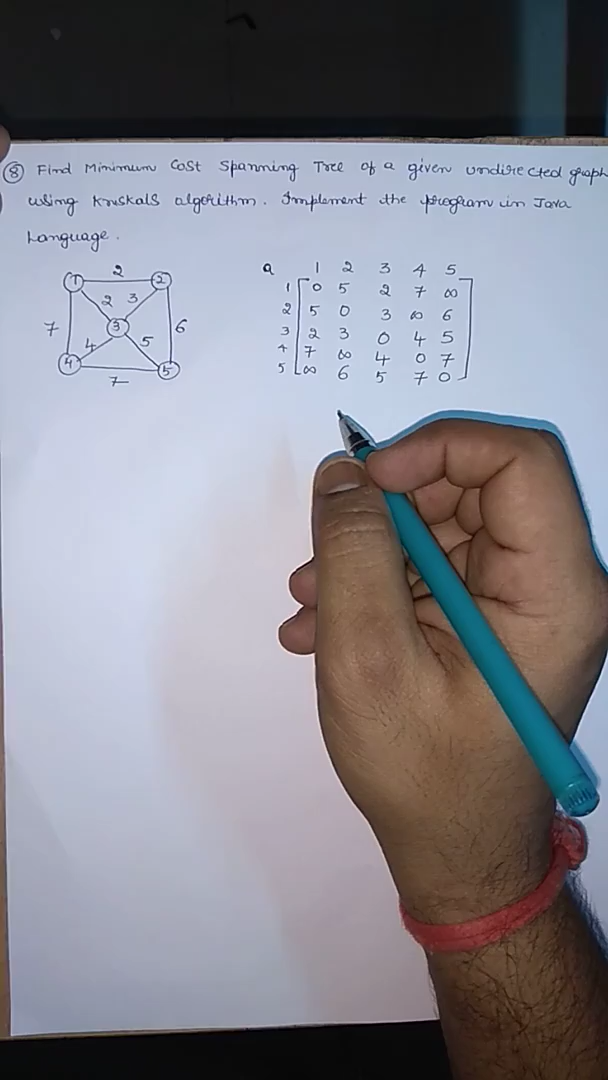 ⑧ Find Minimum Cost Spanning Tree of a given undirected graph
using Kruskals algorithm. Implement the program in Java
Language.
2
1 2
2 3
7 3 6
4 5
4 5
7
a 1 2 3 4 5
1 0 5 2 7 ∞
2 5 0 3 ∞ 6
3 2 3 0 4 5
4 7 ∞ 4 0 7
5 ∞ 6 5 7 0